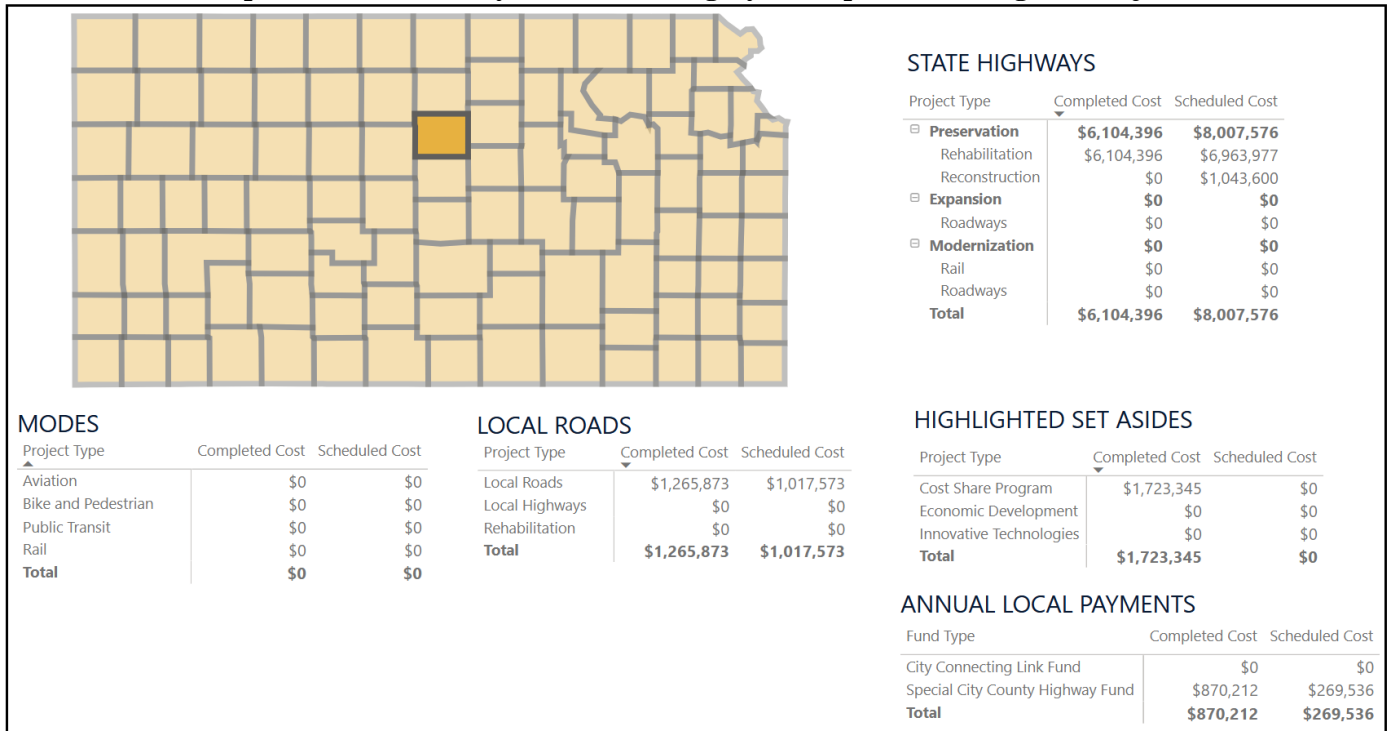 STATE HIGHWAYS
Project Type Completed Cost Scheduled Cost
Preservation $6,104,396 $8,007,576
Rehabilitation $6,104,396 $6,963,977
Reconstruction $0 $1,043,600
Expansion $0 $0
Roadways $0 $0
Modernization $0 $0
Rail $0 $0
Roadways $0 $0
Total $6,104,396 $8,007,576
MODES
Project Type Completed Cost Scheduled Cost
Aviation $0 $0
Bike and Pedestrian $0 $0
Public Transit $0 $0
Rail $0 $0
Total $0 $0
LOCAL ROADS
Project Type Completed Cost Scheduled Cost
Local Roads $1,265,873 $1,017,573
Local Highways $0 $0
Rehabilitation $0 $0
Total $1,265,873 $1,017,573
HIGHLIGHTED SET ASIDES
Project Type Completed Cost Scheduled Cost
Cost Share Program $1,723,345 $0
Economic Development $0 $0
Innovative Technologies $0 $0
Total $1,723,345 $0
ANNUAL LOCAL PAYMENTS
Fund Type Completed Cost Scheduled Cost
City Connecting Link Fund $0 $0
Special City County Highway Fund $870,212 $269,536
Total $870,212 $269,536